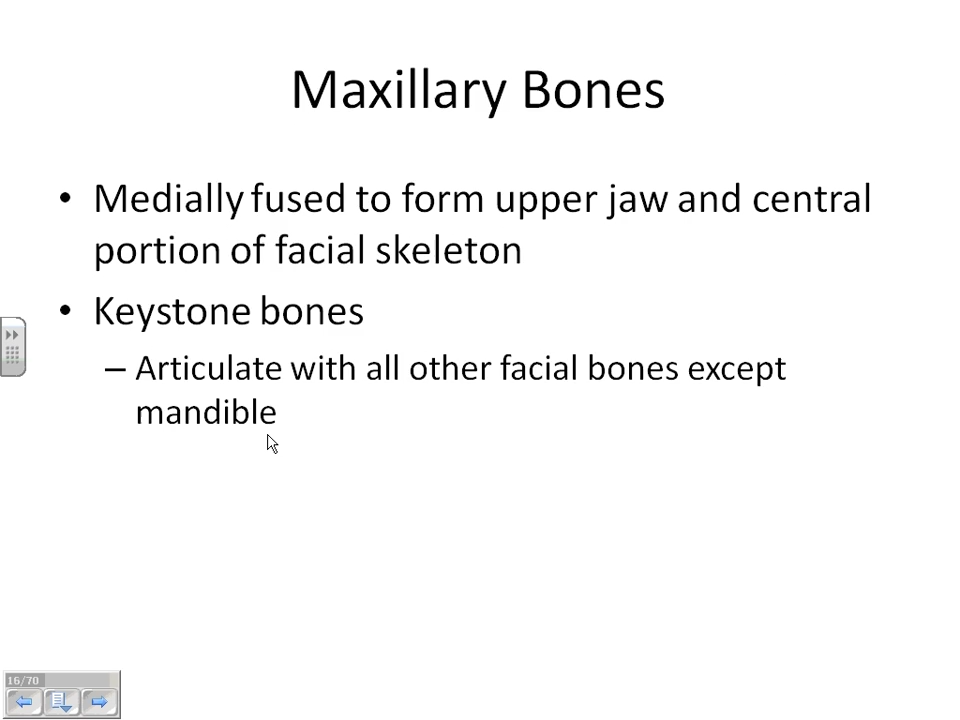 Maxillary Bones
• Medially fused to form upper jaw and central
portion of facial skeleton
• Keystone bones
– Articulate with all other facial bones except
mandible
16/70